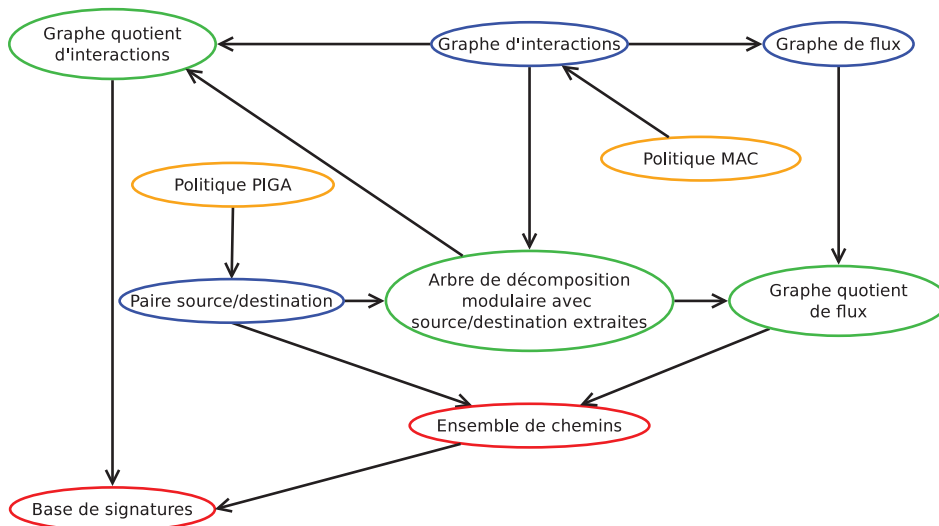 Graphe quotient
d'interactions
Graphe d'interactions
Graphe de flux
Politique MAC
Politique PIGA
Paire source/destination
Arbre de décomposition
modulaire avec
source/destination extraites
Graphe quotient
de flux
Ensemble de chemins
Base de signatures